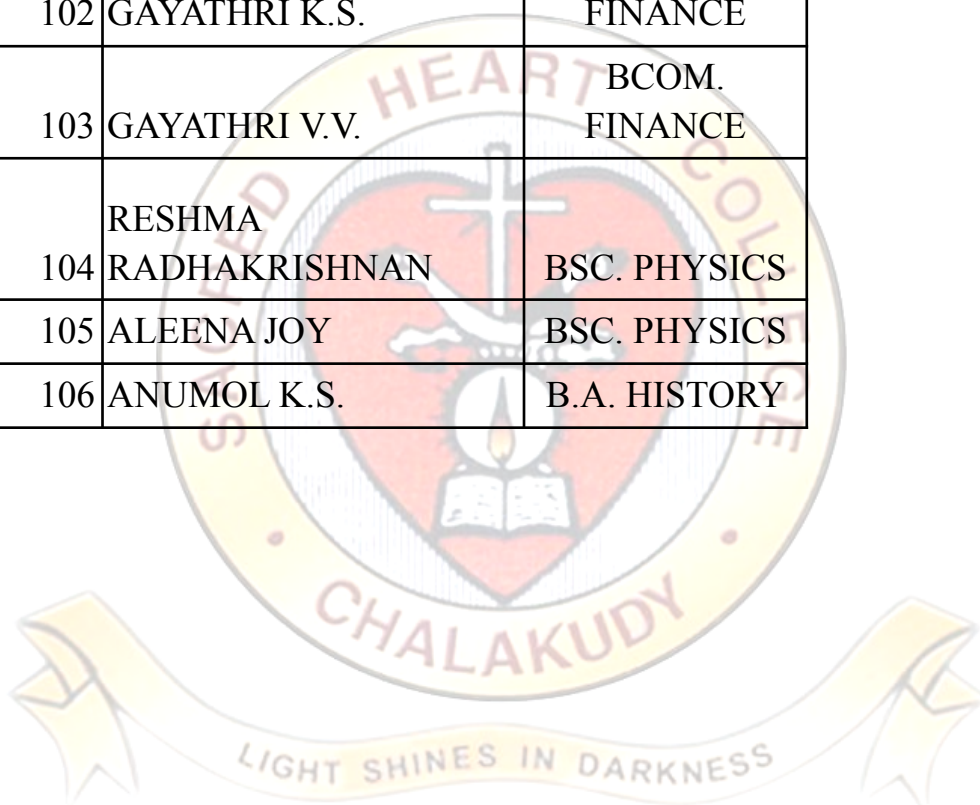 102 GAYATHRI K.S. FINANCE
BCOM.
103 GAYATHRI V.V. FINANCE
RESHMA
104 RADHAKRISHNAN BSC. PHYSICS
105 ALEENA JOY BSC. PHYSICS
106 ANUMOL K.S. B.A. HISTORY
SACRED HEART COLLEGE
CHALAKUDY
LIGHT SHINES IN DARKNESS